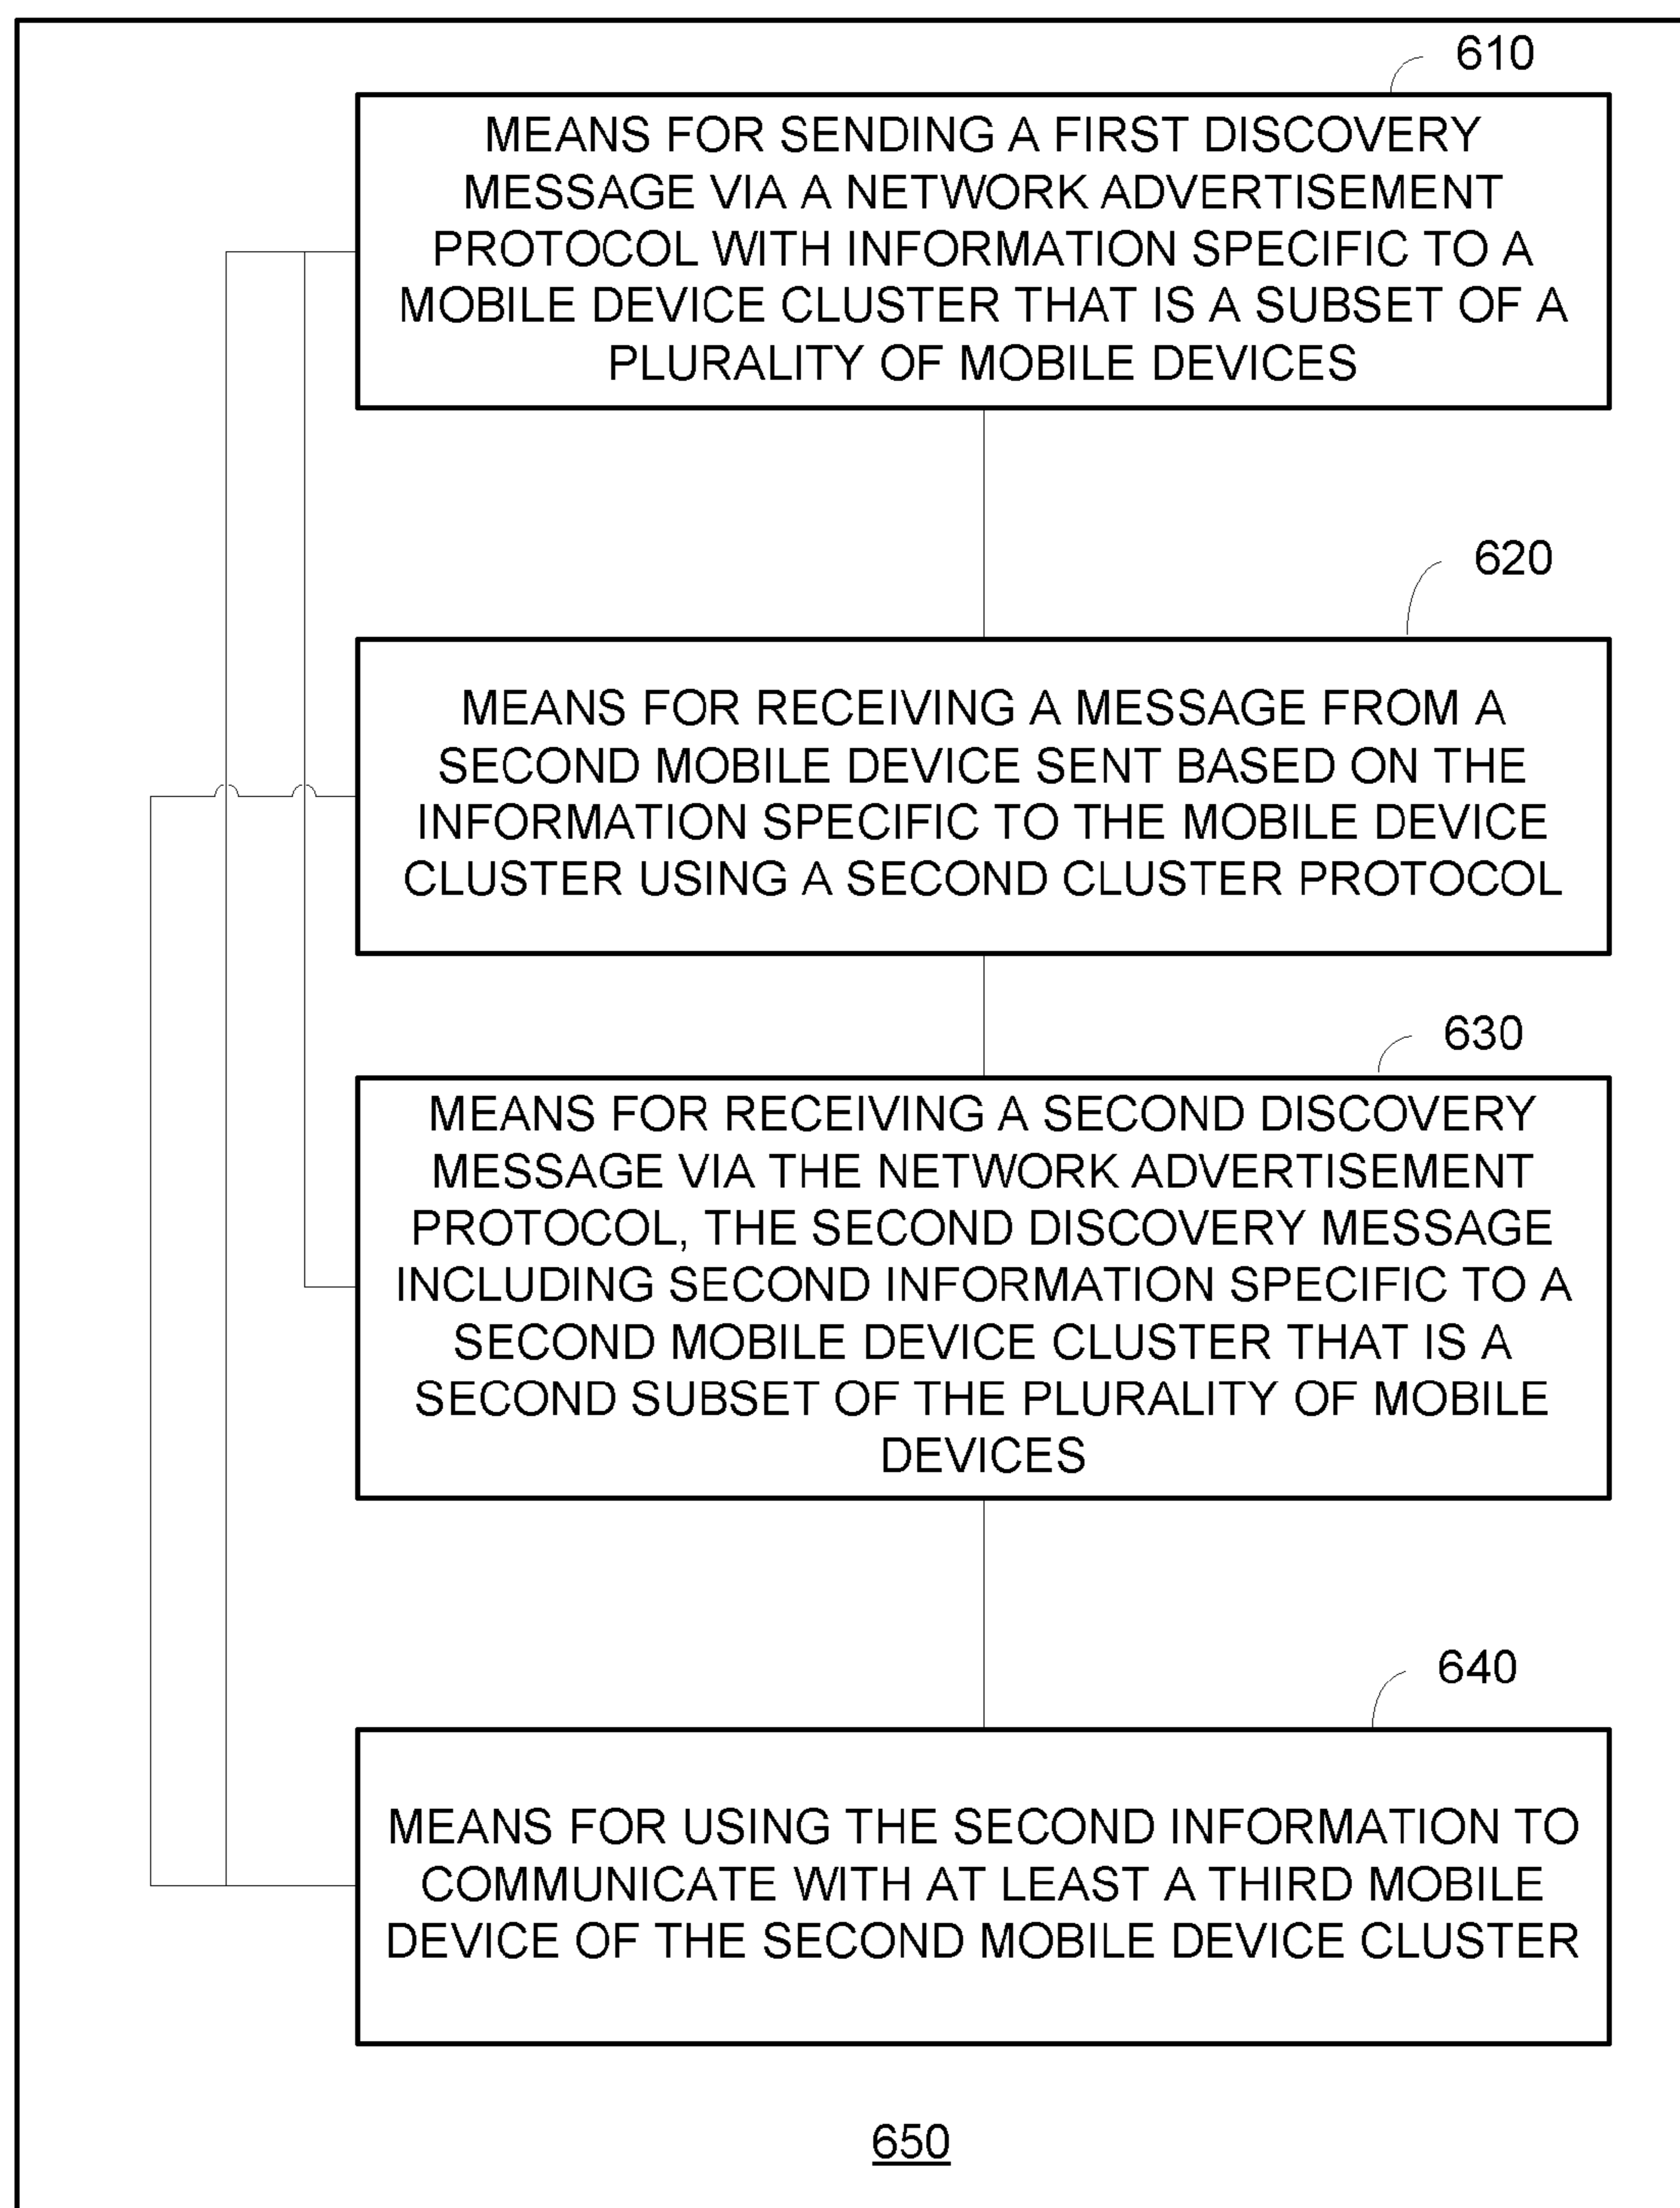 610
MEANS FOR SENDING A FIRST DISCOVERY
MESSAGE VIA A NETWORK ADVERTISEMENT
PROTOCOL WITH INFORMATION SPECIFIC TO A
MOBILE DEVICE CLUSTER THAT IS A SUBSET OF A
PLURALITY OF MOBILE DEVICES
620
MEANS FOR RECEIVING A MESSAGE FROM A
SECOND MOBILE DEVICE SENT BASED ON THE
INFORMATION SPECIFIC TO THE MOBILE DEVICE
CLUSTER USING A SECOND CLUSTER PROTOCOL
630
MEANS FOR RECEIVING A SECOND DISCOVERY
MESSAGE VIA THE NETWORK ADVERTISEMENT
PROTOCOL, THE SECOND DISCOVERY MESSAGE
INCLUDING SECOND INFORMATION SPECIFIC TO A
SECOND MOBILE DEVICE CLUSTER THAT IS A
SECOND SUBSET OF THE PLURALITY OF MOBILE
DEVICES
640
MEANS FOR USING THE SECOND INFORMATION TO
COMMUNICATE WITH AT LEAST A THIRD MOBILE
DEVICE OF THE SECOND MOBILE DEVICE CLUSTER
650